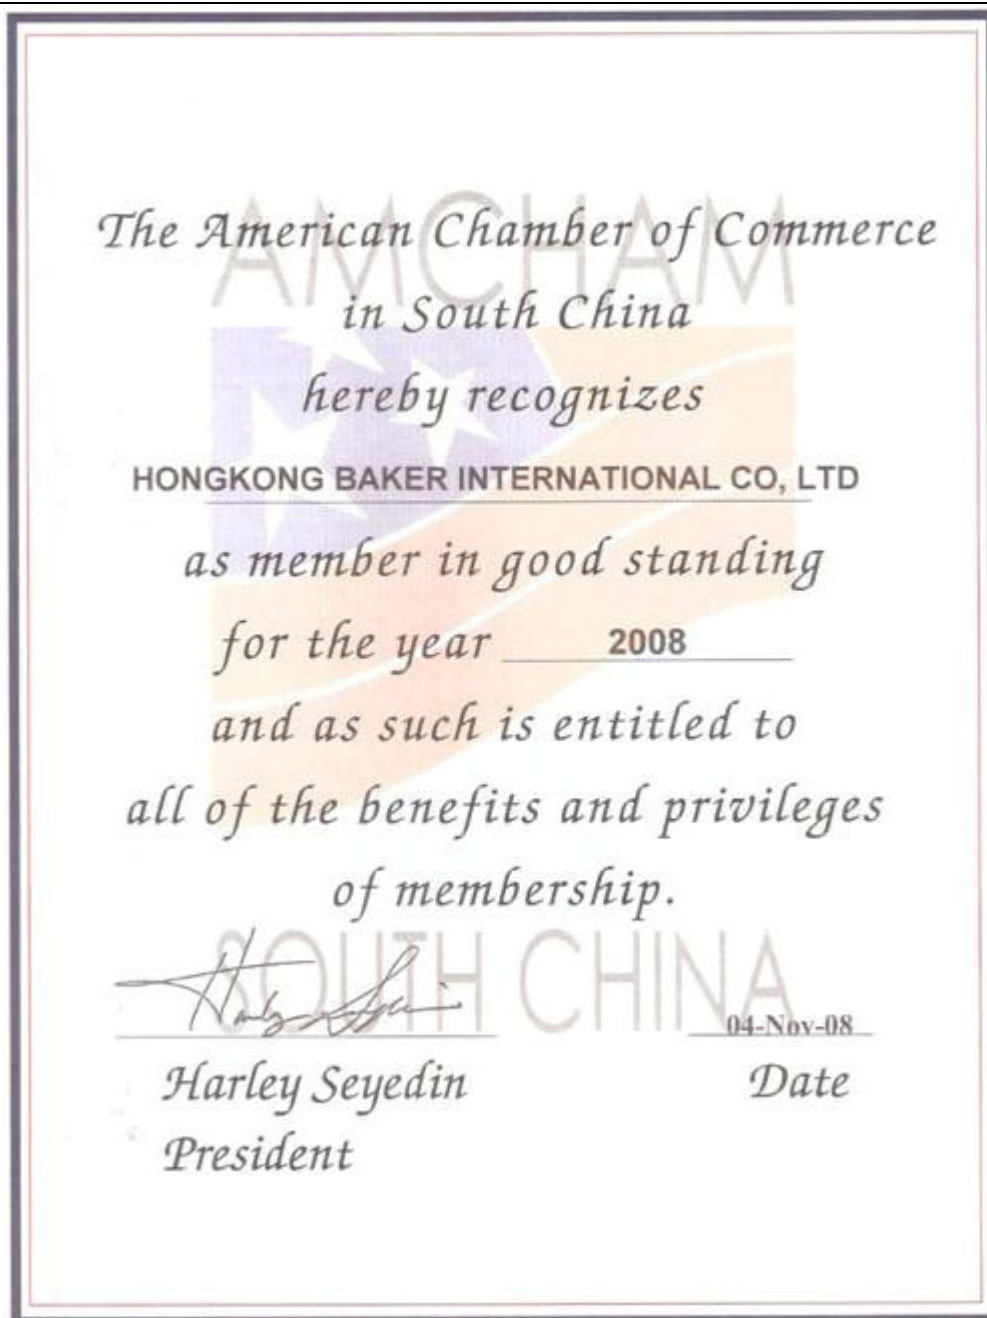 AMCHAM
The American Chamber of Commerce
in South China
hereby recognizes
HONGKONG BAKER INTERNATIONAL CO, LTD
as member in good standing
for the year 2008
and as such is entitled to
all of the benefits and privileges
of membership.
SOUTH CHINA
Harley Seyedin
04-Nov-08
Harley Seyedin Date
President